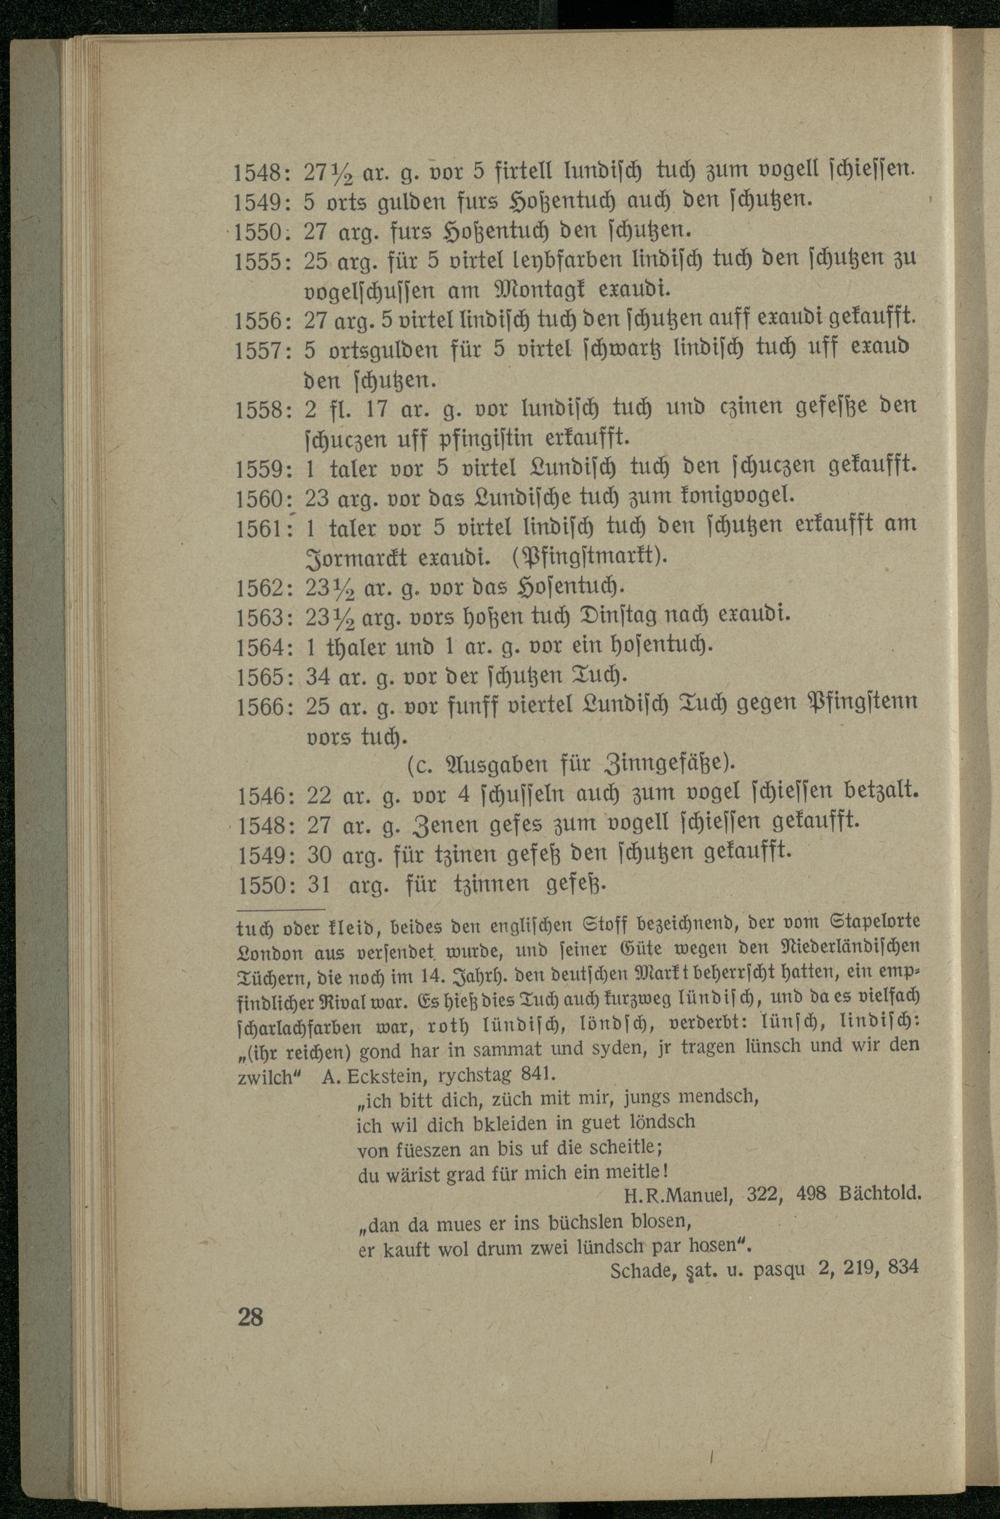 1548: 27½ ar. g. vor 5 firtell lundisch tuch zum vogell schiessen.
1549: 5 orts gulden furs Hoßentuch auch den schutzen.
1550: 27 arg. furs Hoßentuch den schutzen.
1555: 25 arg. für 5 virtel leybfarben lindisch tuch den schutzen zu
vogelschussen am Montagk exaudi.
1556: 27 arg. 5 virtel lindisch tuch den schutzen auff exaudi gekaufft.
1557: 5 ortsgulden für 5 virtel schwartz lindisch tuch uff exaud
den schutzen.
1558: 2 fl. 17 ar. g. vor lundisch tuch und czinen gefesße den
schuczen uff pfingistin erkaufft.
1559: 1 taler vor 5 virtel Lundisch tuch den schuczen gekaufft.
1560: 23 arg. vor das Lundische tuch zum konigvogel.
1561: 1 taler vor 5 virtel lindisch tuch den schutzen erkaufft am
Jormarckt exaudi. (Pfingstmarkt).
1562: 23½ ar. g. vor das Hosentuch.
1563: 23½ arg. vors hoßen tuch Dinstag nach exaudi.
1564: 1 thaler und 1 ar. g. vor ein hosentuch.
1565: 34 ar. g. vor der schutzen Tuch.
1566: 25 ar. g. vor funff viertel Lundisch Tuch gegen Pfingstenn
vors tuch.
(c. Ausgaben für Zinngefäße).
1546: 22 ar. g. vor 4 schusseln auch zum vogel schiessen betzalt.
1548: 27 ar. g. Zenen gefes zum vogell schiessen gekaufft.
1549: 30 arg. für tzinen gefeß den schutzen gekaufft.
1550: 31 arg. für tzinnen gefeß.
tuch oder kleid, beides den englischen Stoff bezeichnend, der vom Stapelorte
London aus versendet wurde, und seiner Güte wegen den Niederländischen
Tüchern, die noch im 14. Jahrh. den deutschen Markt beherrscht hatten, ein emp-
findlicher Rival war. Es hieß dies Tuch auch kurzweg lündisch, und da es vielfach
scharlachfarben war, roth lündisch, löndsch, verderbt: lünsch, lindisch:
„(ihr reichen) gond har in sammat und syden, jr tragen lünsch und wir den
zwilch" A. Eckstein, rychstag 841.
„ich bitt dich, züch mit mir, jungs mendsch,
ich wil dich bkleiden in guet löndsch
von füeszen an bis uf die scheitle;
du wärist grad für mich ein meitle!
H.R.Manuel, 322, 498 Bächtold.
„dan da mues er ins büchslen blosen,
er kauft wol drum zwei lündsch par hosen".
Schade, sat. u. pasqu 2, 219, 834
28